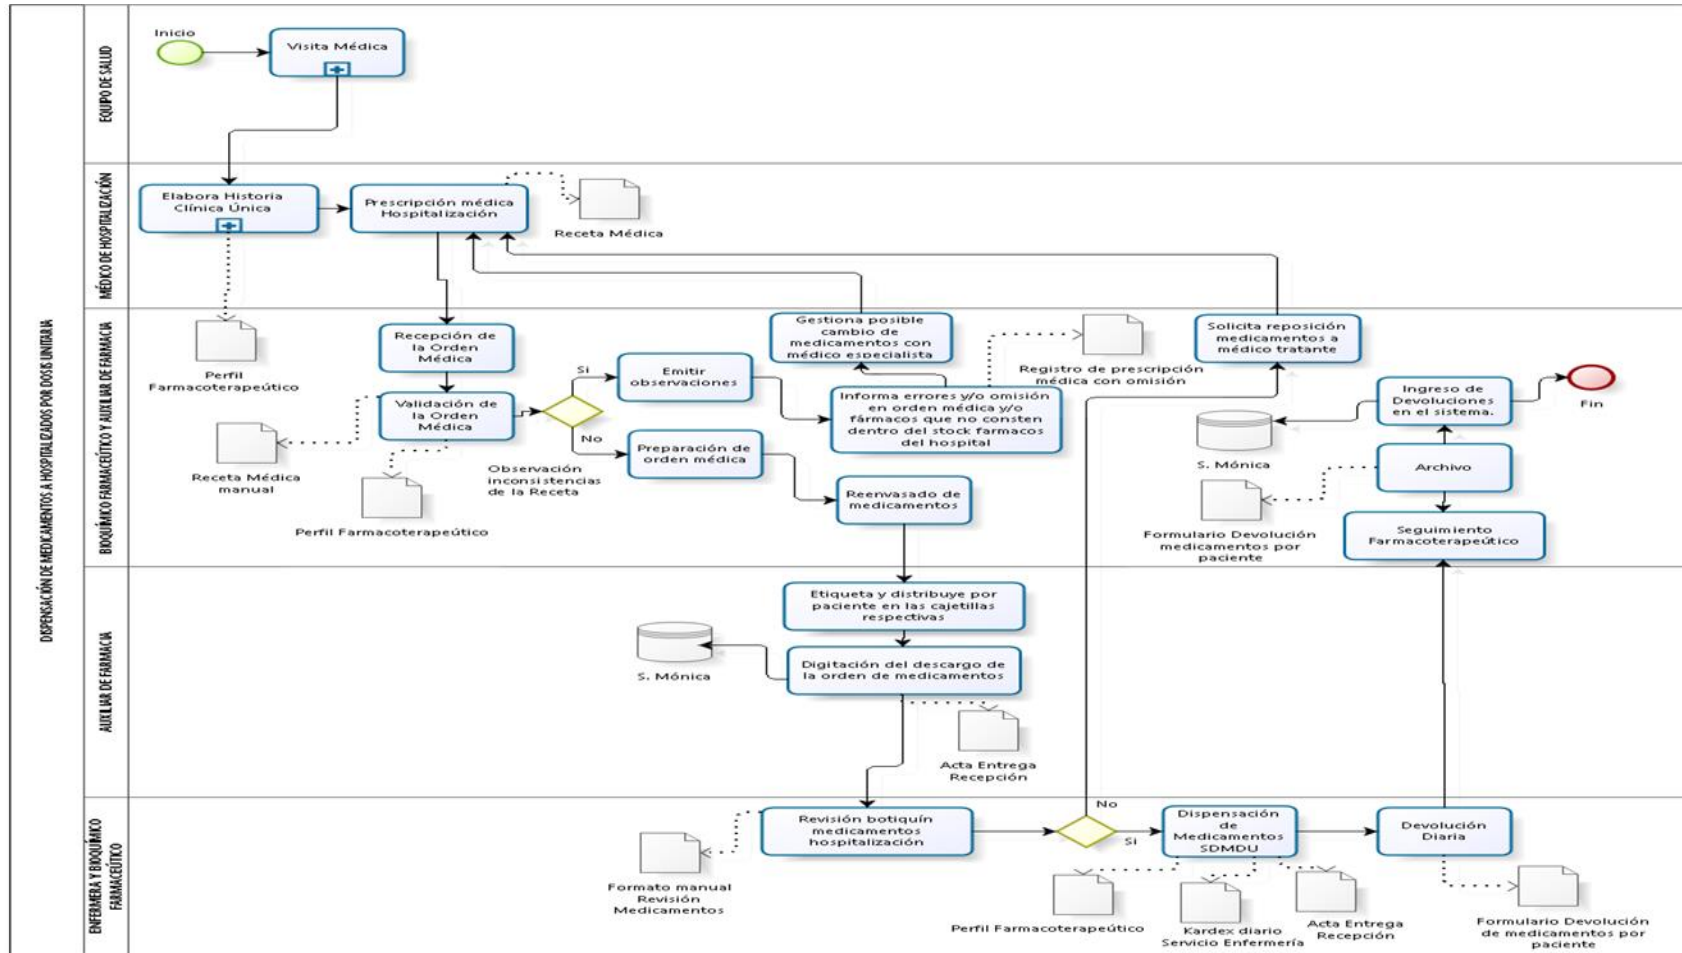 DISPENSACIÓN DE MEDICAMENTOS A HOSPITALIZADOS POR DOSIS UNITARIA
EQUIPO DE SALUD
Inicio
Visita Médica
MÉDICO DE HOSPITALIZACIÓN
Elabora Historia
Clínica Única
Prescripción médica
Hospitalización
Receta Médica
BIOQUÍMICO FARMACEÚTICO Y AUXILIAR DE FARMACIA
Perfil
Farmacoterapeútico
Recepción de
la Orden
Médica
Validación de
la Orden
Médica
Receta Médica
manual
Perfil Farmacoterapeútico
Si
No
Observación
inconsistencias
de la Receta
Emitir
observaciones
Preparación de
orden médica
Gestiona posible
cambio de
medicamentos con
médico especialista
Informa errores y/o omisión
en orden médica y/o
fármacos que no consten
dentro del stock farmacos
del hospital
Registro de prescripción
médica con omisión
Reenvasado de
medicamentos
Solicita reposición
medicamentos a
médico tratante
Ingreso de
Devoluciones
en el sistema.
Fin
S. Mónica
Archivo
Formulario Devolución
medicamentos por
paciente
Seguimiento
Farmacoterapeútico
AUXILIAR DE FARMACIA
Etiqueta y distribuye por
paciente en las cajetillas
respectivas
S. Mónica
Digitación del descargo de
la orden de medicamentos
Acta Entrega
Recepción
ENFERMERA Y BIOQUÍMICO
FARMACEÚTICO
Revisión botiquín
medicamentos
hospitalización
Formato manual
Revisión
Medicamentos
No
Si
Dispensación
de
Medicamentos
SDMDU
Devolución
Diaria
Perfil Farmacoterapeútico
Kardex diario
Servicio Enfermería
Acta Entrega
Recepción
Formulario Devolución
de medicamentos por
paciente